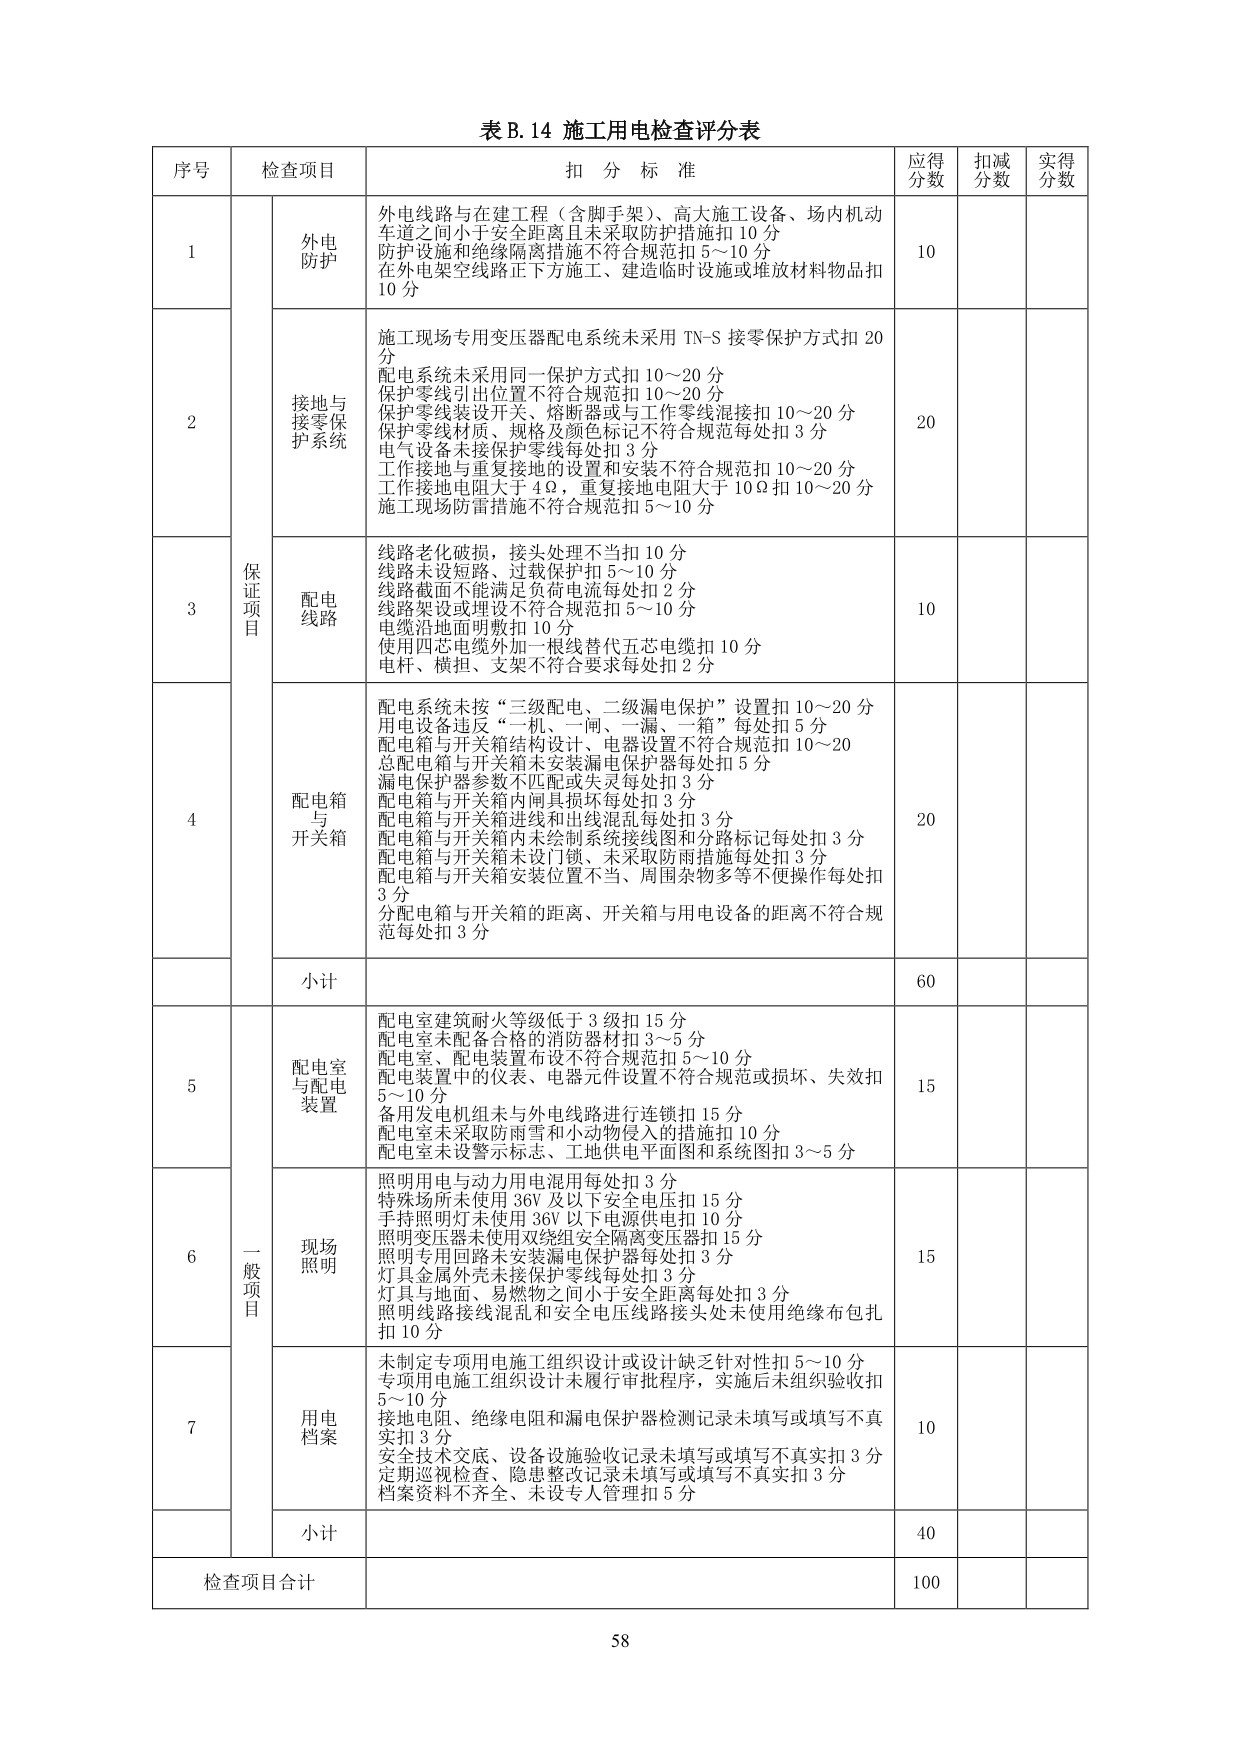 表 B.14 施工用电检查评分表
序号 检查项目 扣 分 标 准 应得分数 扣减分数 实得分数
保证项目
1
外电
防护
外电线路与在建工程（含脚手架）、高大施工设备、场内机动
车道之间小于安全距离且未采取防护措施扣 10 分
防护设施和绝缘隔离措施不符合规范扣 5～10 分
在外电架空线路正下方施工、建造临时设施或堆放材料物品扣
10 分
10
2
接地与
接零保
护系统
施工现场专用变压器配电系统未采用 TN-S 接零保护方式扣 20
分
配电系统未采用同一保护方式扣 10～20 分
保护零线引出位置不符合规范扣 10～20 分
保护零线装设开关、熔断器或与工作零线混接扣 10～20 分
保护零线材质、规格及颜色标记不符合规范每处扣 3 分
电气设备未接保护零线每处扣 3 分
工作接地与重复接地的设置和安装不符合规范扣 10～20 分
工作接地电阻大于 4Ω，重复接地电阻大于 10Ω扣 10～20 分
施工现场防雷措施不符合规范扣 5～10 分
20
3
配电
线路
线路老化破损，接头处理不当扣 10 分
线路未设短路、过载保护扣 5～10 分
线路截面不能满足负荷电流每处扣 2 分
线路架设或埋设不符合规范扣 5～10 分
电缆沿地面明敷扣 10 分
使用四芯电缆外加一根线替代五芯电缆扣 10 分
电杆、横担、支架不符合要求每处扣 2 分
10
4
配电箱
与
开关箱
配电系统未按“三级配电、二级漏电保护”设置扣 10～20 分
用电设备违反“一机、一闸、一漏、一箱”每处扣 5 分
配电箱与开关箱结构设计、电器设置不符合规范扣 10～20
总配电箱与开关箱未安装漏电保护器每处扣 5 分
漏电保护器参数不匹配或失灵每处扣 3 分
配电箱与开关箱内闸具损坏每处扣 3 分
配电箱与开关箱进线和出线混乱每处扣 3 分
配电箱与开关箱内未绘制系统接线图和分路标记每处扣 3 分
配电箱与开关箱未设门锁、未采取防雨措施每处扣 3 分
配电箱与开关箱安装位置不当、周围杂物多等不便操作每处扣
3 分
分配电箱与开关箱的距离、开关箱与用电设备的距离不符合规
范每处扣 3 分
20
小计 60
一般项目
5
配电室
与配电
装置
配电室建筑耐火等级低于 3 级扣 15 分
配电室未配备合格的消防器材扣 3～5 分
配电室、配电装置布设不符合规范扣 5～10 分
配电装置中的仪表、电器元件设置不符合规范或损坏、失效扣
5～10 分
备用发电机组未与外电线路进行连锁扣 15 分
配电室未采取防雨雪和小动物侵入的措施扣 10 分
配电室未设警示标志、工地供电平面图和系统图扣 3～5 分
15
6
现场
照明
照明用电与动力用电混用每处扣 3 分
特殊场所未使用 36V 及以下安全电压扣 15 分
手持照明灯未使用 36V 以下电源供电扣 10 分
照明变压器未使用双绕组安全隔离变压器扣 15 分
照明专用回路未安装漏电保护器每处扣 3 分
灯具金属外壳未接保护零线每处扣 3 分
灯具与地面、易燃物之间小于安全距离每处扣 3 分
照明线路接线混乱和安全电压线路接头处未使用绝缘布包扎
扣 10 分
15
7
用电
档案
未制定专项用电施工组织设计或设计缺乏针对性扣 5～10 分
专项用电施工组织设计未履行审批程序，实施后未组织验收扣
5～10 分
接地电阻、绝缘电阻和漏电保护器检测记录未填写或填写不真
实扣 3 分
安全技术交底、设备设施验收记录未填写或填写不真实扣 3 分
定期巡视检查、隐患整改记录未填写或填写不真实扣 3 分
档案资料不齐全、未设专人管理扣 5 分
10
小计 40
检查项目合计 100
58